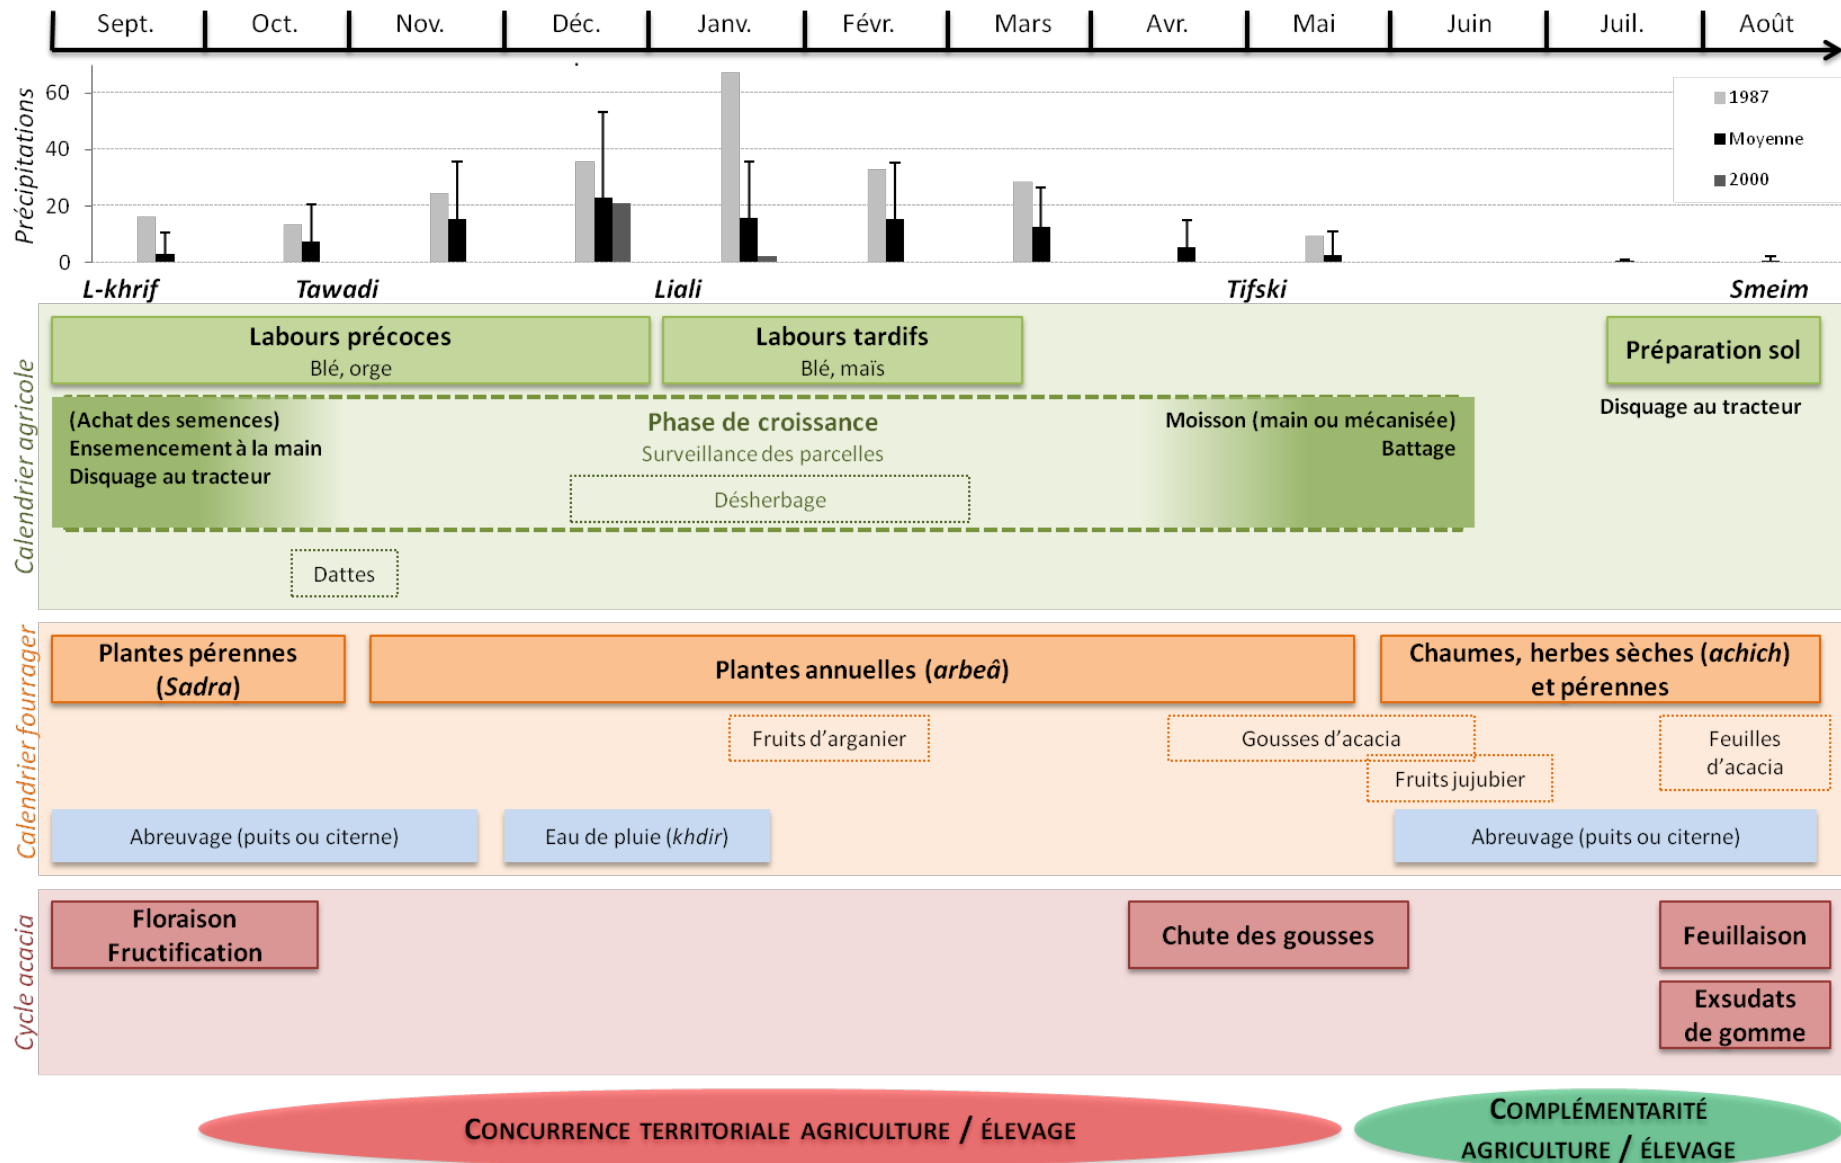 Sept. Oct. Nov. Déc. Janv. Févr. Mars Avr. Mai Juin Juil. Août
Précipitations
60
40
20
0
1987
Moyenne
2000
L-khrif Tawadi Liali Tifski Smeim
Calendrier agricole
Labours précoces
Blé, orge
Labours tardifs
Blé, maïs
Préparation sol
Disquage au tracteur
(Achat des semences)
Ensemencement à la main
Disquage au tracteur
Phase de croissance
Surveillance des parcelles
Désherbage
Moisson (main ou mécanisée)
Battage
Dattes
Calendrier fourrager
Plantes pérennes
(Sadra)
Plantes annuelles (arbeâ)
Chaumes, herbes sèches (achich)
et pérennes
Fruits d'arganier
Gousses d'acacia
Fruits jujubier
Feuilles
d'acacia
Abreuvage (puits ou citerne)
Eau de pluie (khdir)
Abreuvage (puits ou citerne)
Cycle acacia
Floraison
Fructification
Chute des gousses
Feuillaison
Exsudats
de gomme
CONCURRENCE TERRITORIALE AGRICULTURE / ÉLEVAGE
COMPLÉMENTARITÉ
AGRICULTURE / ÉLEVAGE